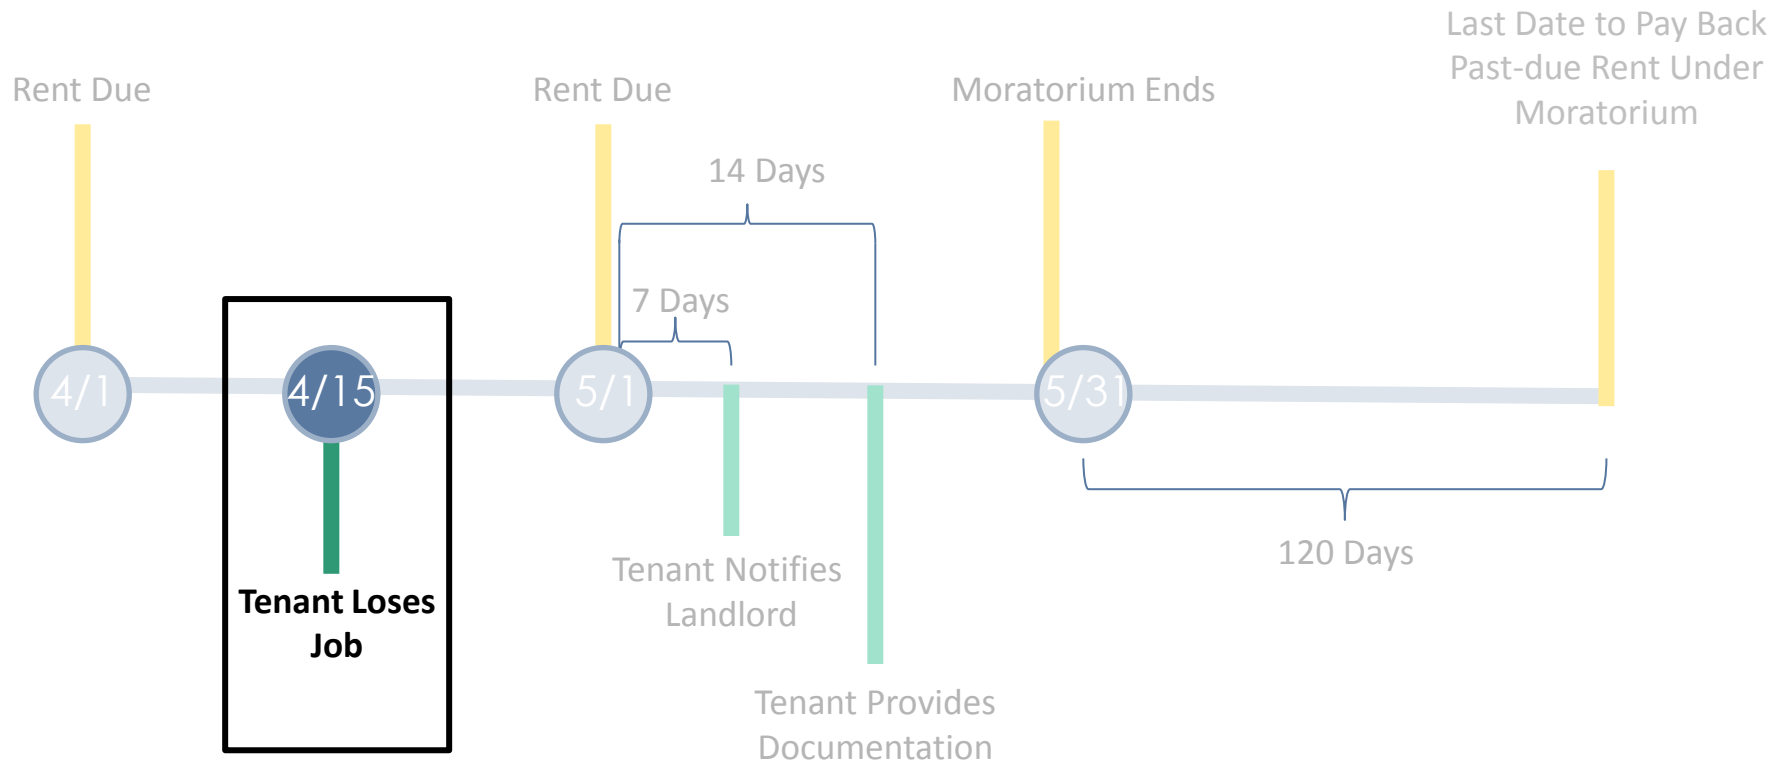 Last Date to Pay Back
Past-due Rent Under
Moratorium
Rent Due
Rent Due
Moratorium Ends
14 Days
7 Days
4/1
4/15
5/1
5/31
Tenant Loses
Job
Tenant Notifies
Landlord
120 Days
Tenant Provides
Documentation